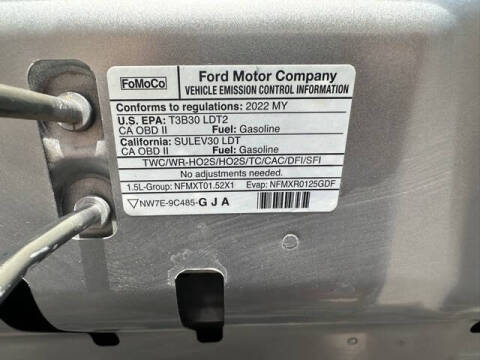 FoMoCo
Ford Motor Company
VEHICLE EMISSION CONTROL INFORMATION
Conforms to regulations: 2022 MY
U.S. EPA: T3B30 LDT2
CA OBD II Fuel: Gasoline
California: SULEV30 LDT
CA OBD II Fuel: Gasoline
TWC/WR-HO2S/HO2S/TC/CAC/DFI/SFI
No adjustments needed.
1.5L-Group: NFMXT01.52X1 Evap: NFMXR0125GDF
NW7E-9C485-G J A